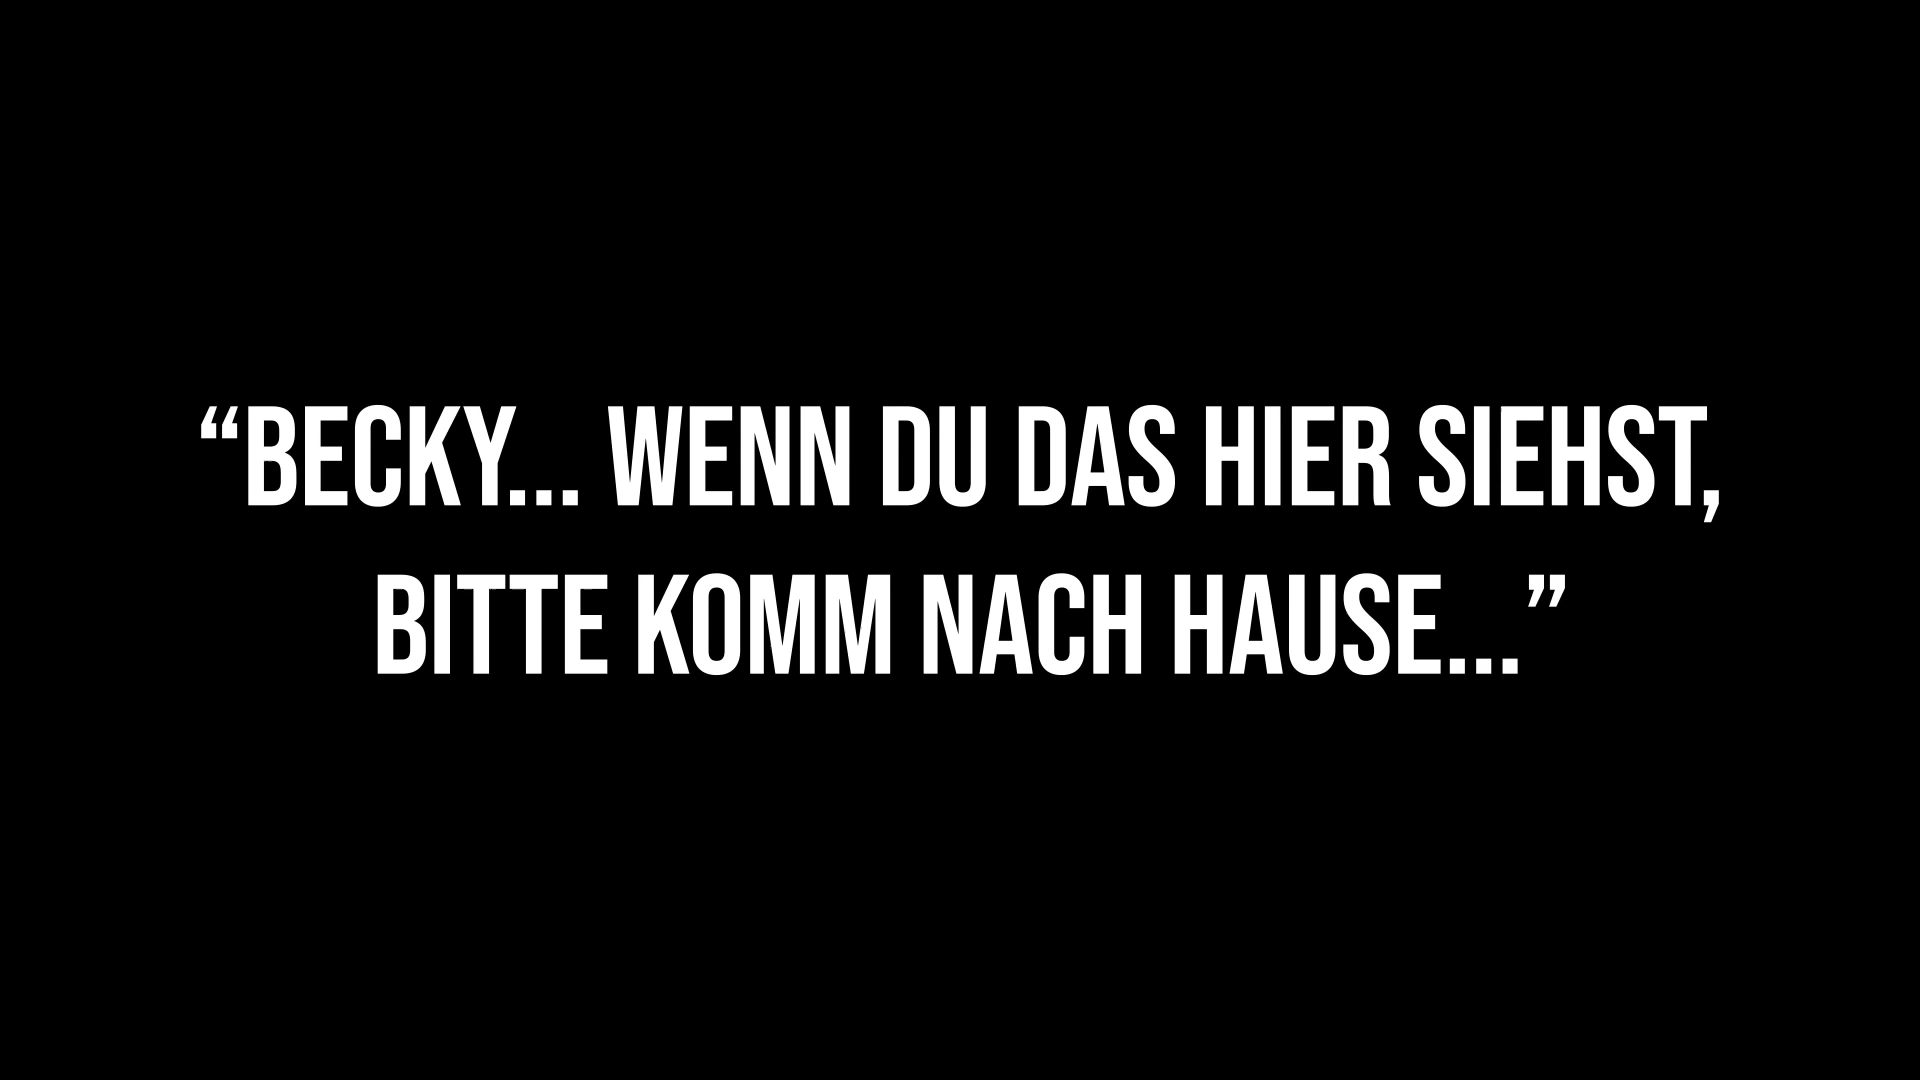 “BECKY... WENN DU DAS HIER SIEHST,
BITTE KOMM NACH HAUSE...”